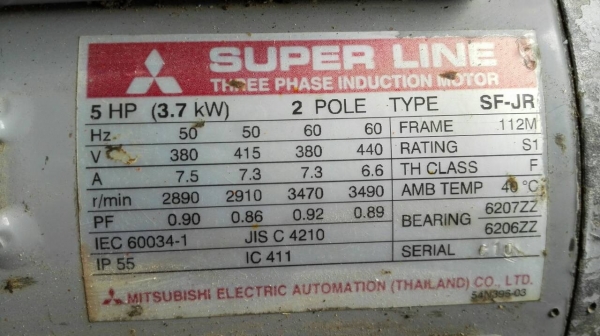 SUPER LINE
THREE PHASE INDUCTION MOTOR
5 HP (3.7 kW) 2 POLE TYPE SF-JR
Hz 50 50 60 60 FRAME 112M
V 380 415 380 440 RATING S1
A 7.5 7.3 7.3 6.6 TH CLASS F
r/min 2890 2910 3470 3490 AMB TEMP 40 °C
PF 0.90 0.86 0.92 0.89 BEARING 6207ZZ
6206ZZ
IEC 60034-1 JIS C 4210
IP 55 IC 411 SERIAL
MITSUBISHI ELECTRIC AUTOMATION (THAILAND) CO., LTD.